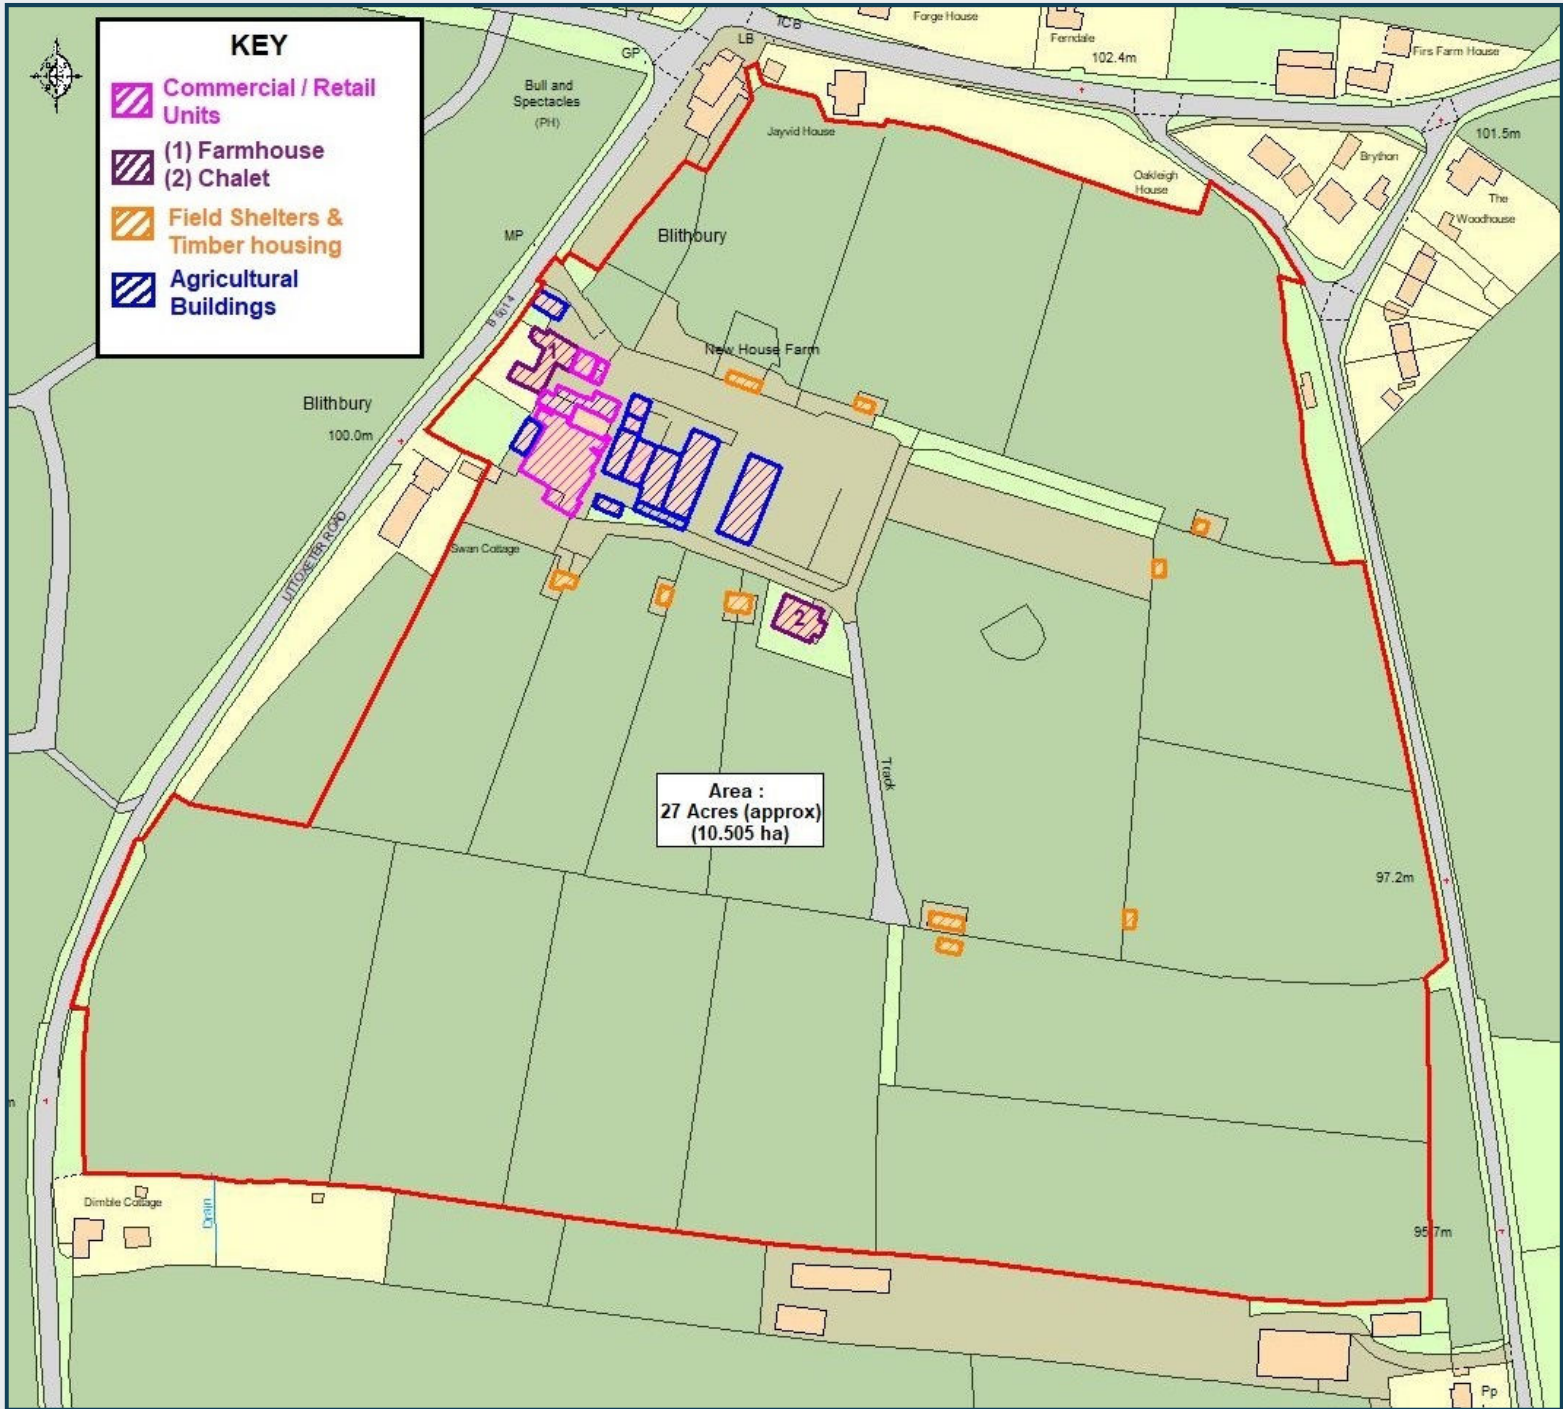 KEY
Commercial / Retail
Units
(1) Farmhouse
(2) Chalet
Field Shelters &
Timber housing
Agricultural
Buildings
GP
LB
TCB
Forge House
Ferndale
102.4m
Firs Farm House
Bull and
Spectacles
(PH)
Jayvid House
101.5m
Brython
Oakleigh
House
The
Woodhouse
MP
Blithbury
B 5014
1
New House Farm
Blithbury
100.0m
UTTOXETER ROAD
Swan Cottage
2
Track
Area :
27 Acres (approx)
(10.505 ha)
97.2m
m
Dimble Cottage
Drain
95.7m
Pp